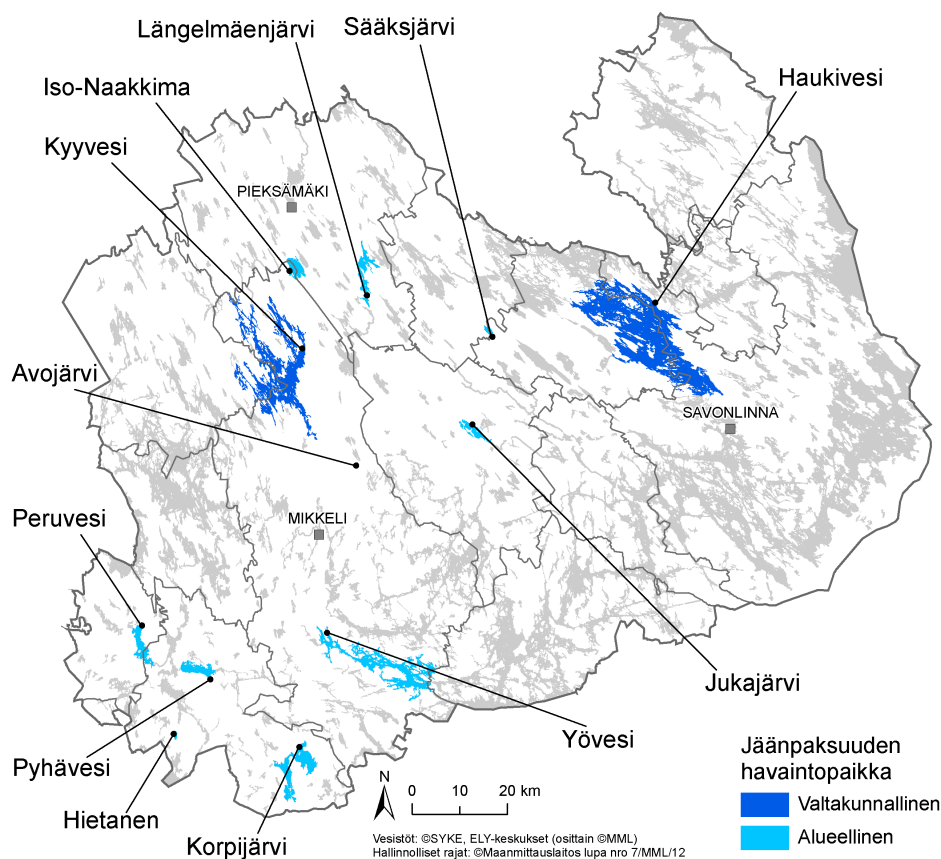 Längelmäenjärvi
Sääksjärvi
Iso-Naakkima
Haukivesi
Kyyvesi
PIEKSÄMÄKI
Avojärvi
SAVONLINNA
Peruvesi
MIKKELI
Jukajärvi
Yövesi
Pyhävesi
Hietanen
Korpijärvi
N
0 10 20 km
Jäänpaksuuden
havaintopaikka
Valtakunnallinen
Alueellinen
Vesistöt: ©SYKE, ELY-keskukset (osittain ©MML)
Hallinnolliset rajat: ©Maanmittauslaitos lupa nro 7/MML/12